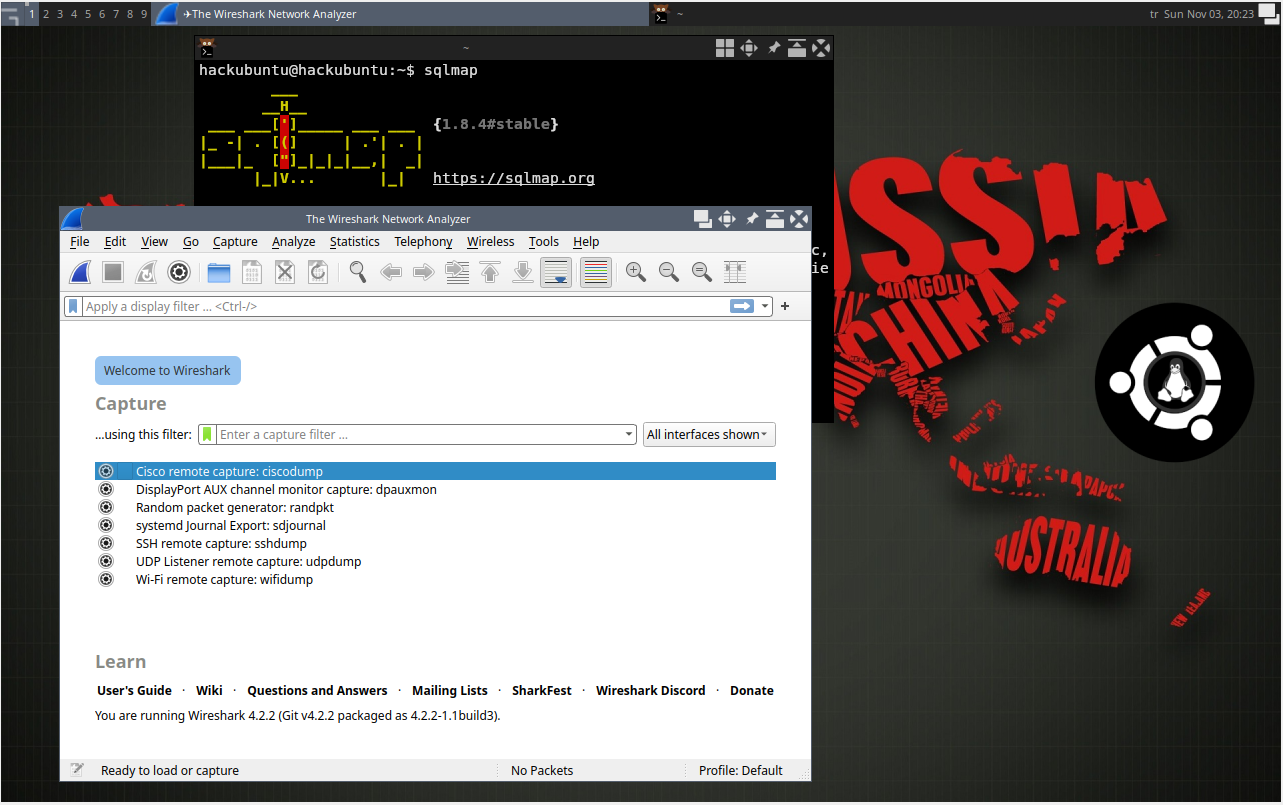 1 2 3 4 5 6 7 8 9 ✈The Wireshark Network Analyzer ~ tr Sun Nov 03, 20:23
~
hackubuntu@hackubuntu:~$ sqlmap
{1.8.4#stable}
https://sqlmap.org
The Wireshark Network Analyzer
File Edit View Go Capture Analyze Statistics Telephony Wireless Tools Help
Apply a display filter ... <Ctrl-/>
Welcome to Wireshark
Capture
...using this filter: Enter a capture filter ... All interfaces shown
Cisco remote capture: ciscodump
DisplayPort AUX channel monitor capture: dpauxmon
Random packet generator: randpkt
systemd Journal Export: sdjournal
SSH remote capture: sshdump
UDP Listener remote capture: udpdump
Wi-Fi remote capture: wifidump
Learn
User's Guide · Wiki · Questions and Answers · Mailing Lists · SharkFest · Wireshark Discord · Donate
You are running Wireshark 4.2.2 (Git v4.2.2 packaged as 4.2.2-1.1build3).
Ready to load or capture No Packets Profile: Default
c,
ie
SSIA
MONGOLIA
CHINA
JAPAN
AUSTRALIA